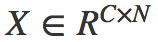 X ∈ R^{C×N}